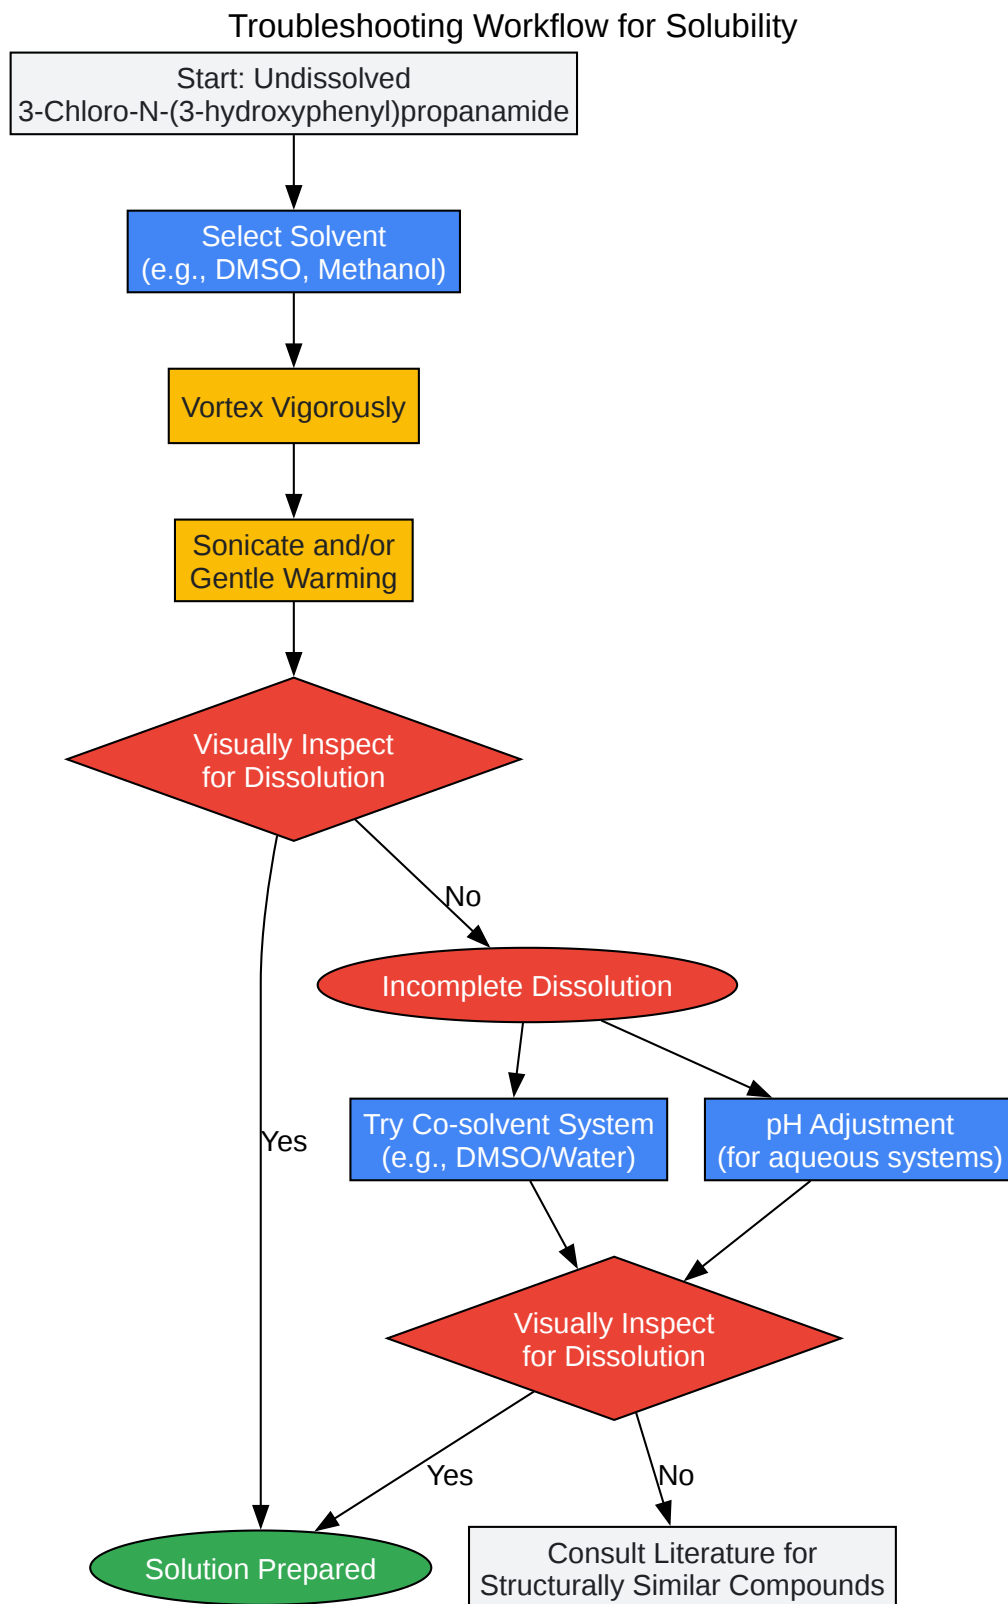 Troubleshooting Workflow for Solubility
Start: Undissolved
3-Chloro-N-(3-hydroxyphenyl)propanamide
Select Solvent
(e.g., DMSO, Methanol)
Vortex Vigorously
Sonicate and/or
Gentle Warming
Visually Inspect
for Dissolution
No
Incomplete Dissolution
Yes
Try Co-solvent System
(e.g., DMSO/Water)
pH Adjustment
(for aqueous systems)
Visually Inspect
for Dissolution
Yes
No
Solution Prepared
Consult Literature for
Structurally Similar Compounds